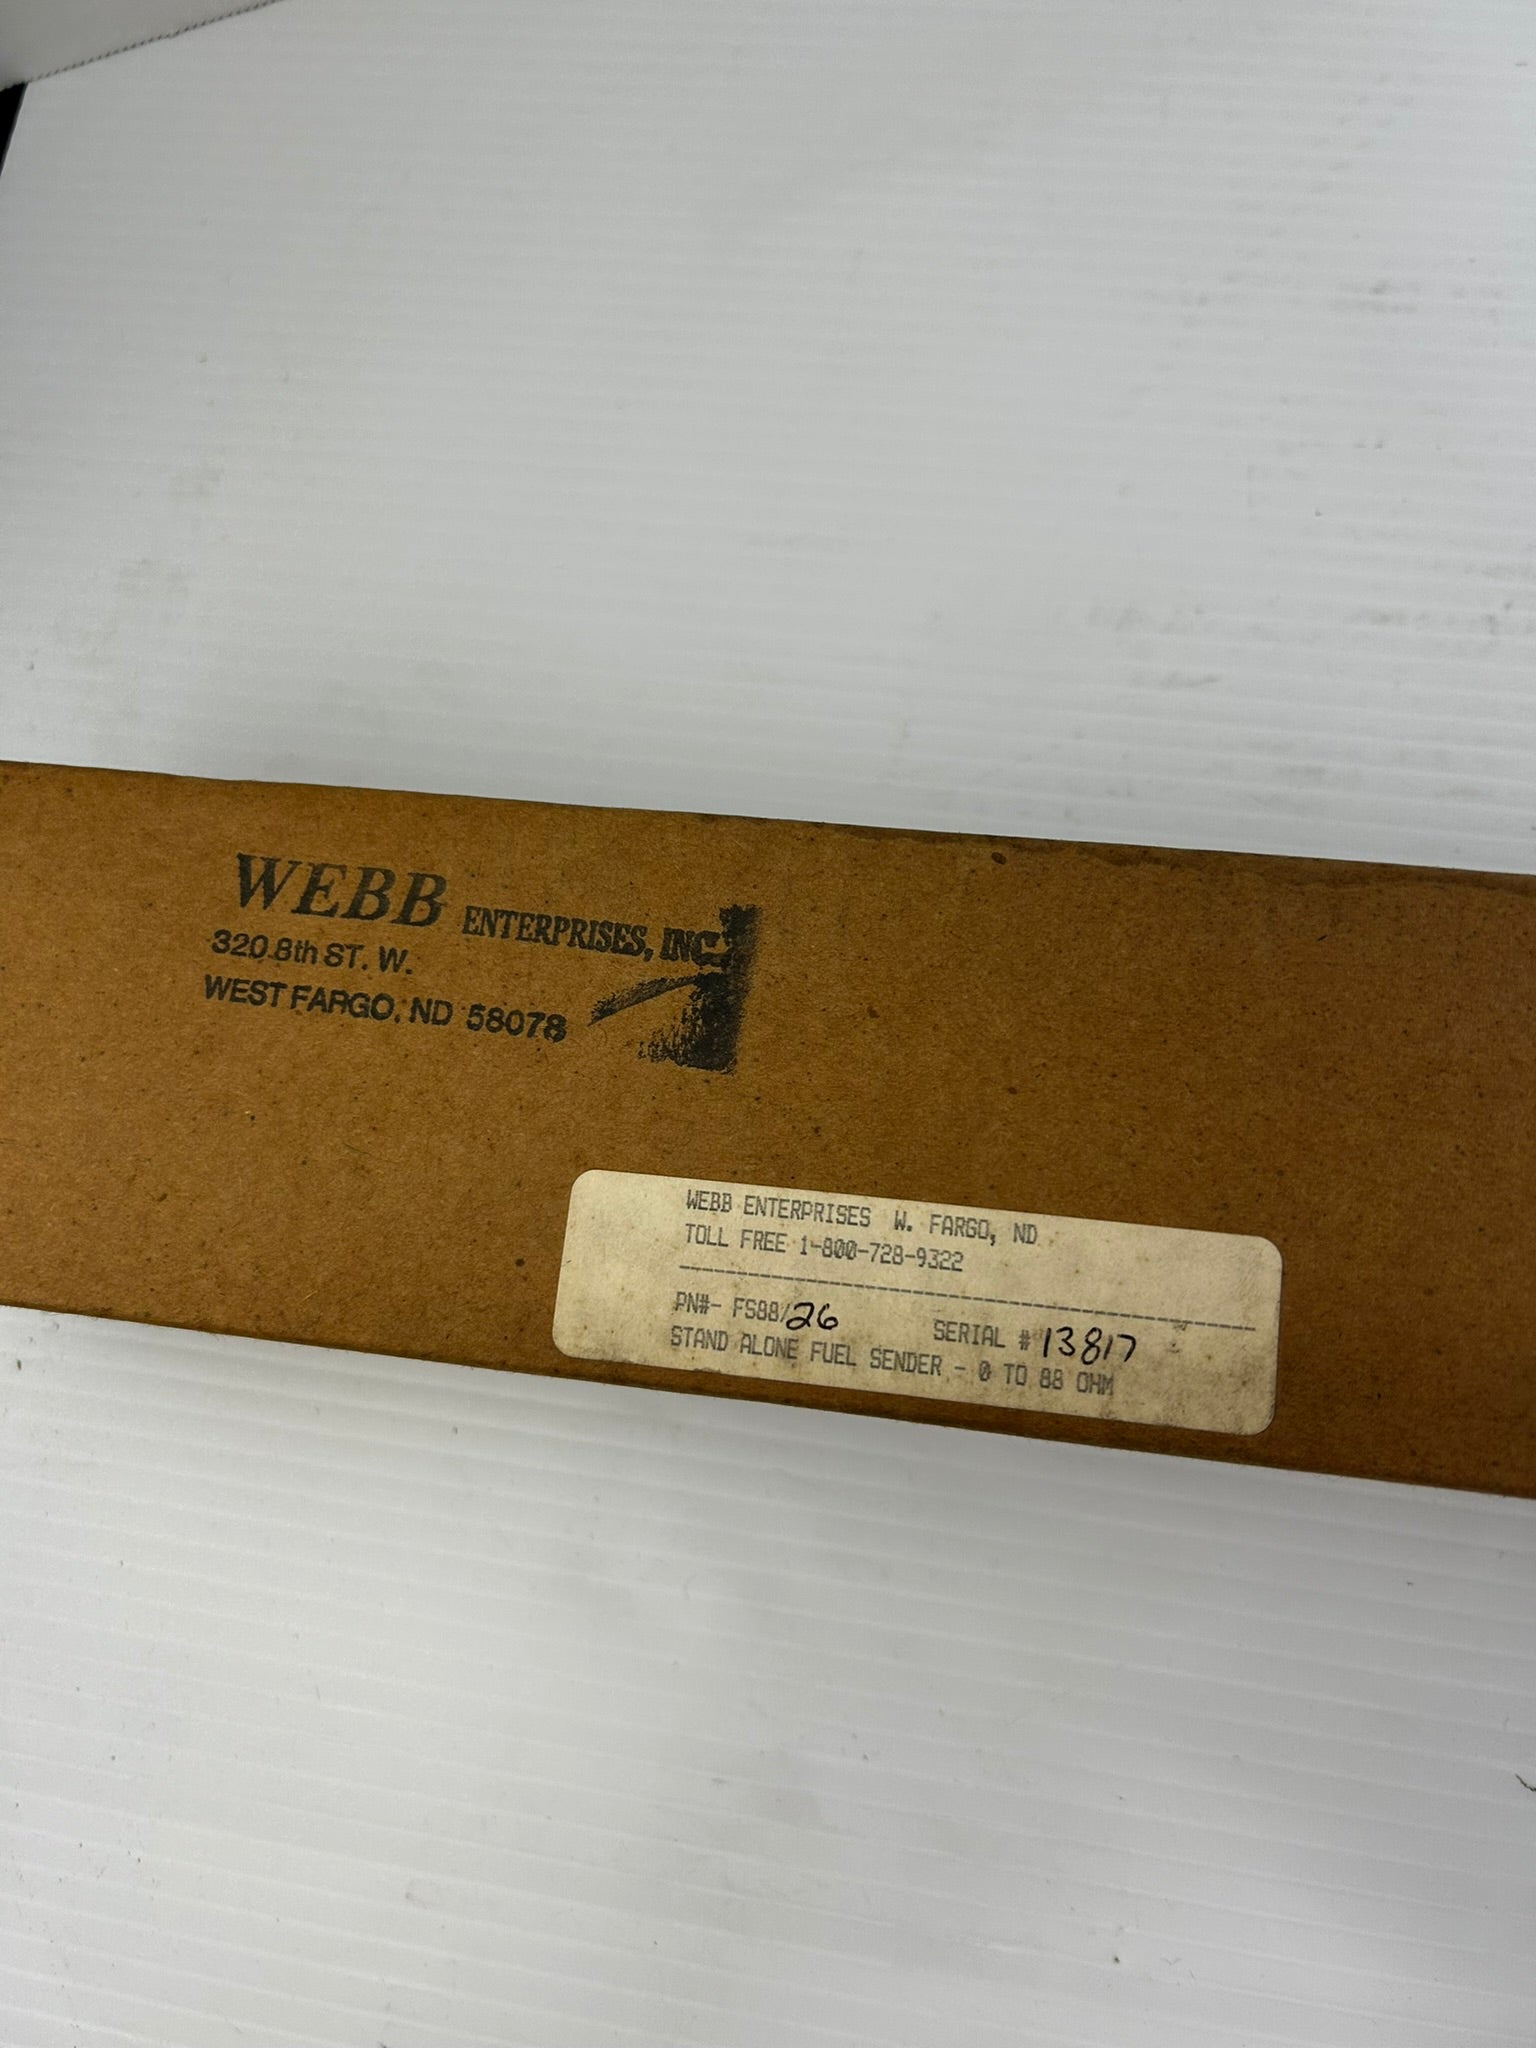 WEBB ENTERPRISES, INC.
320 8th ST. W.
WEST FARGO, ND 58078
WEBB ENTERPRISES W. FARGO, ND
TOLL FREE 1-800-728-9322
PN#- FS88/26 SERIAL # 13817
STAND ALONE FUEL SENDER - 0 TO 88 OHM